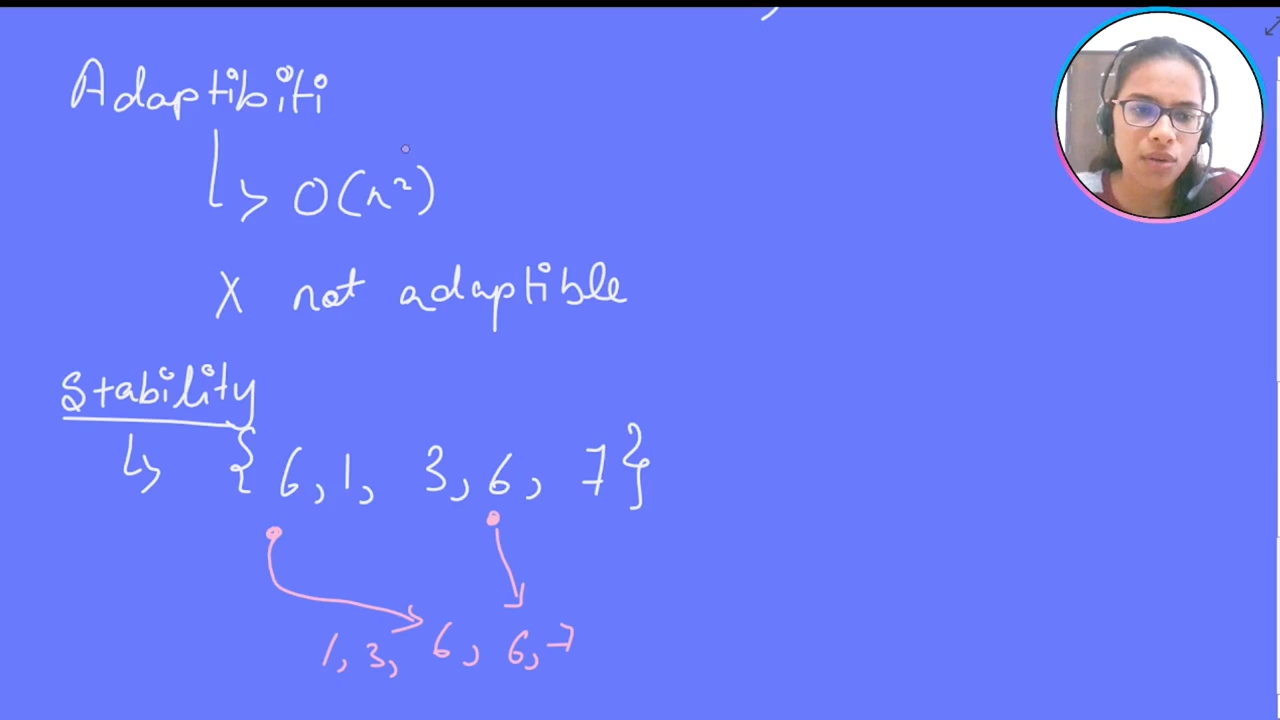 Adaptibiti
↳ O(n²)
X not adaptible
Stability
↳ {6, 1, 3, 6, 7}
1, 3, 6, 6, 7